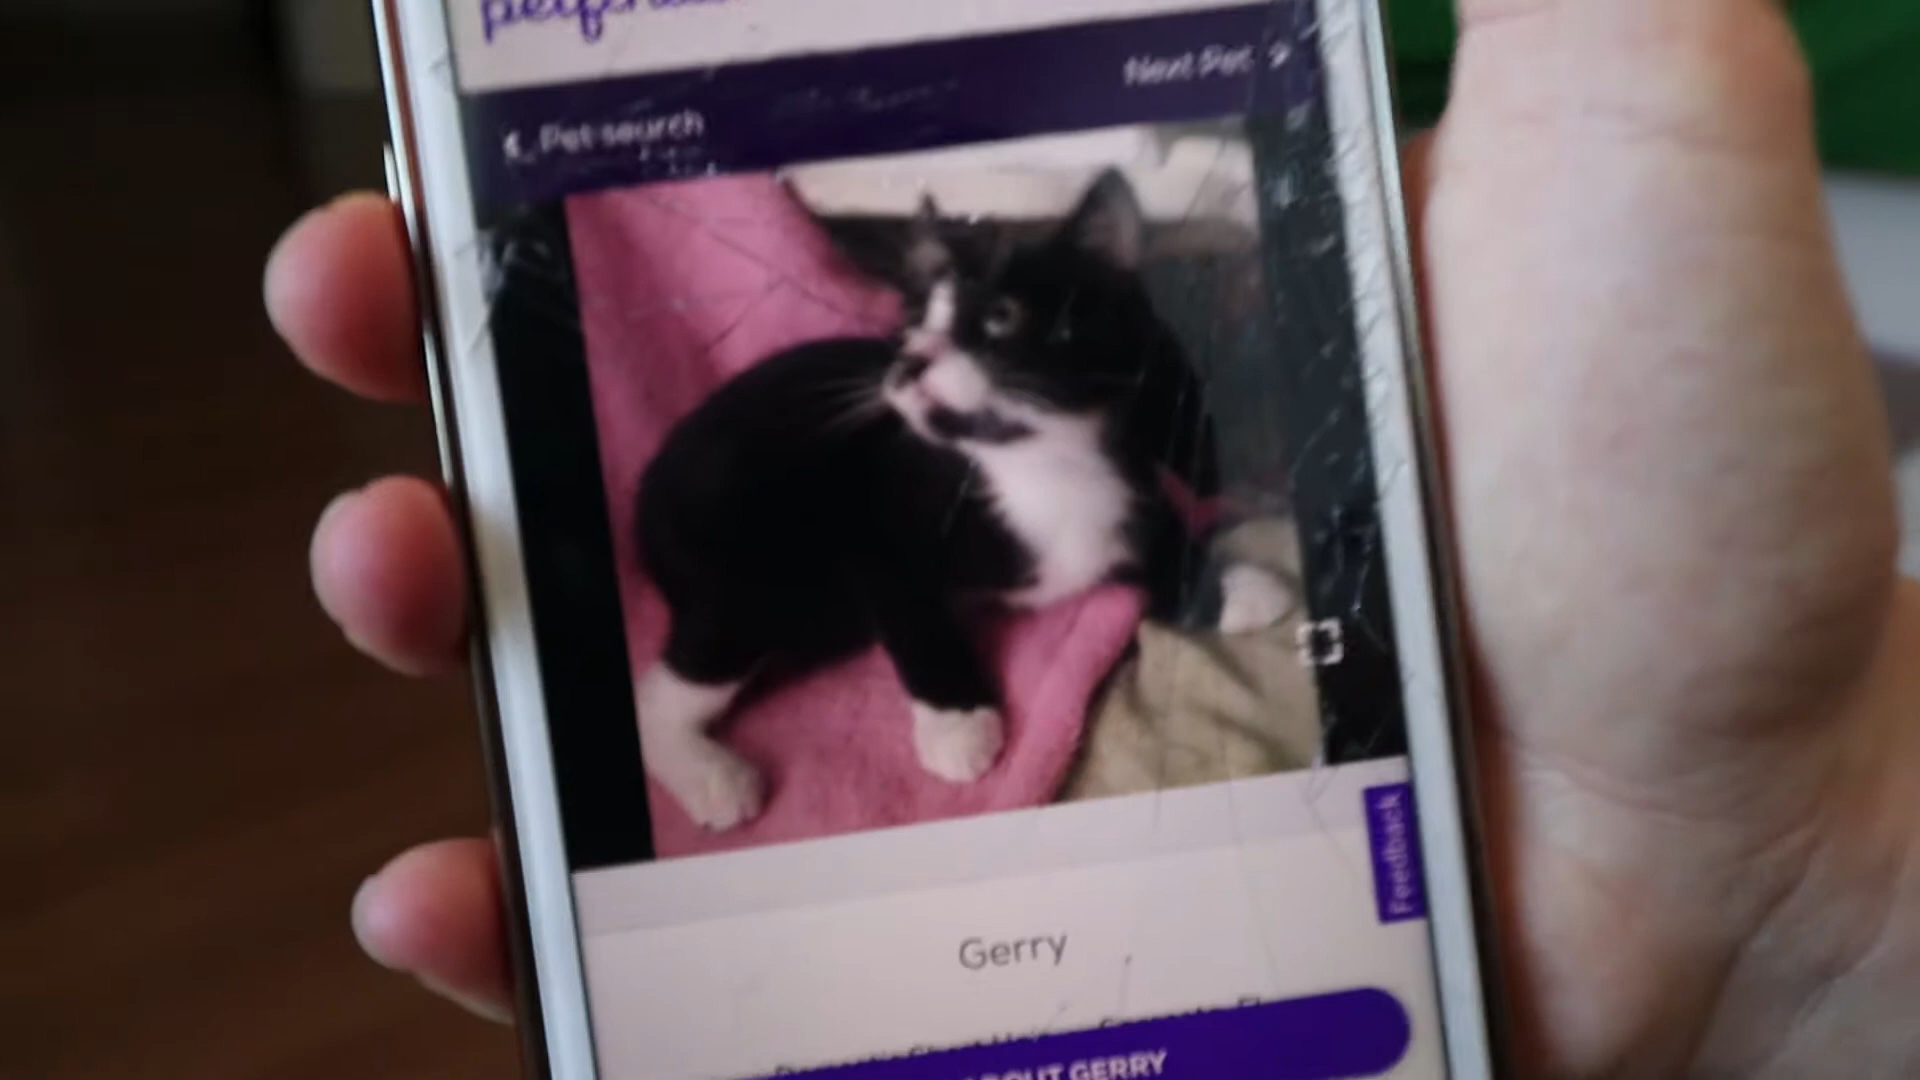 Next Pet >
< Pet search
Feedback
Gerry
ABOUT GERRY